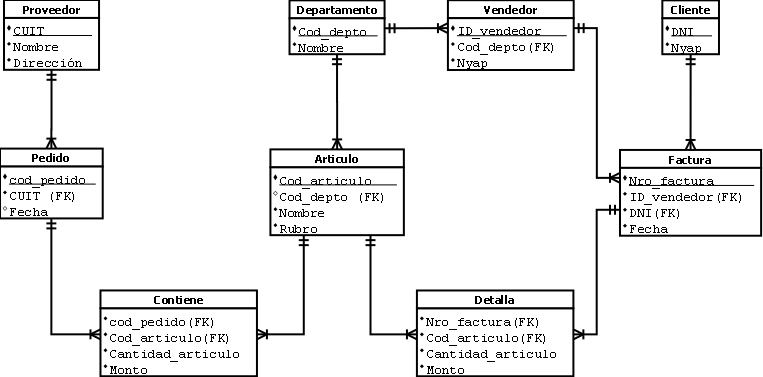 Proveedor
CUIT
Nombre
Dirección
Departamento
Cod_depto
Nombre
Vendedor
ID_vendedor
Cod_depto(FK)
Nyap
Cliente
DNI
Nyap
Pedido
cod_pedido
CUIT (FK)
Fecha
Articulo
Cod_articulo
Cod_depto (FK)
Nombre
Rubro
Factura
Nro_factura
ID_vendedor(FK)
DNI(FK)
Fecha
Contiene
cod_pedido(FK)
Cod_articulo(FK)
Cantidad_articulo
Monto
Detalla
Nro_factura(FK)
Cod_articulo(FK)
Cantidad_articulo
Monto